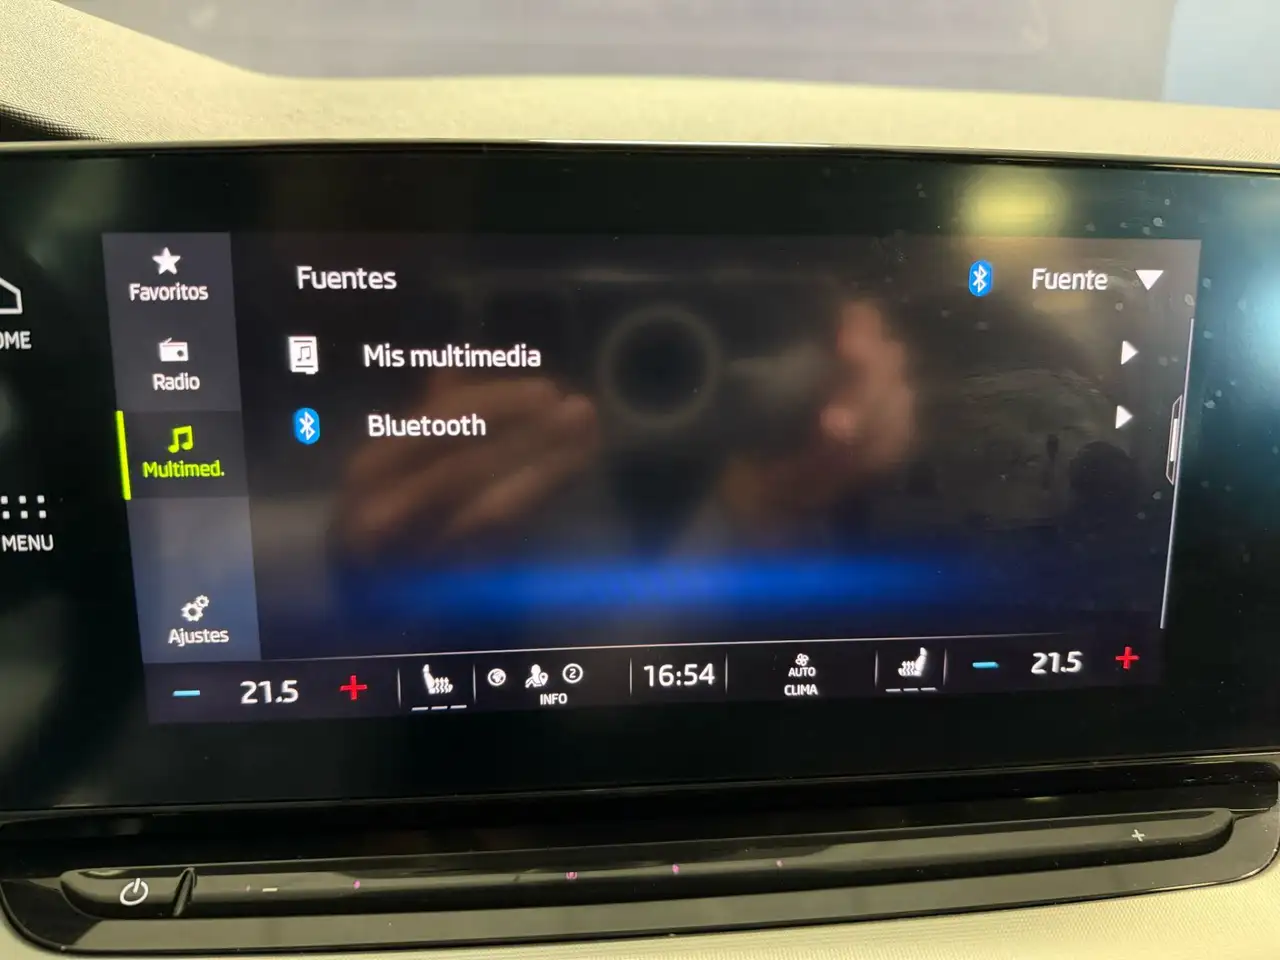 Favoritos
Fuentes
Fuente
Mis multimedia
Radio
Bluetooth
Multimed.
MENU
Ajustes
21.5
2
INFO
16:54
AUTO
CLIMA
21.5